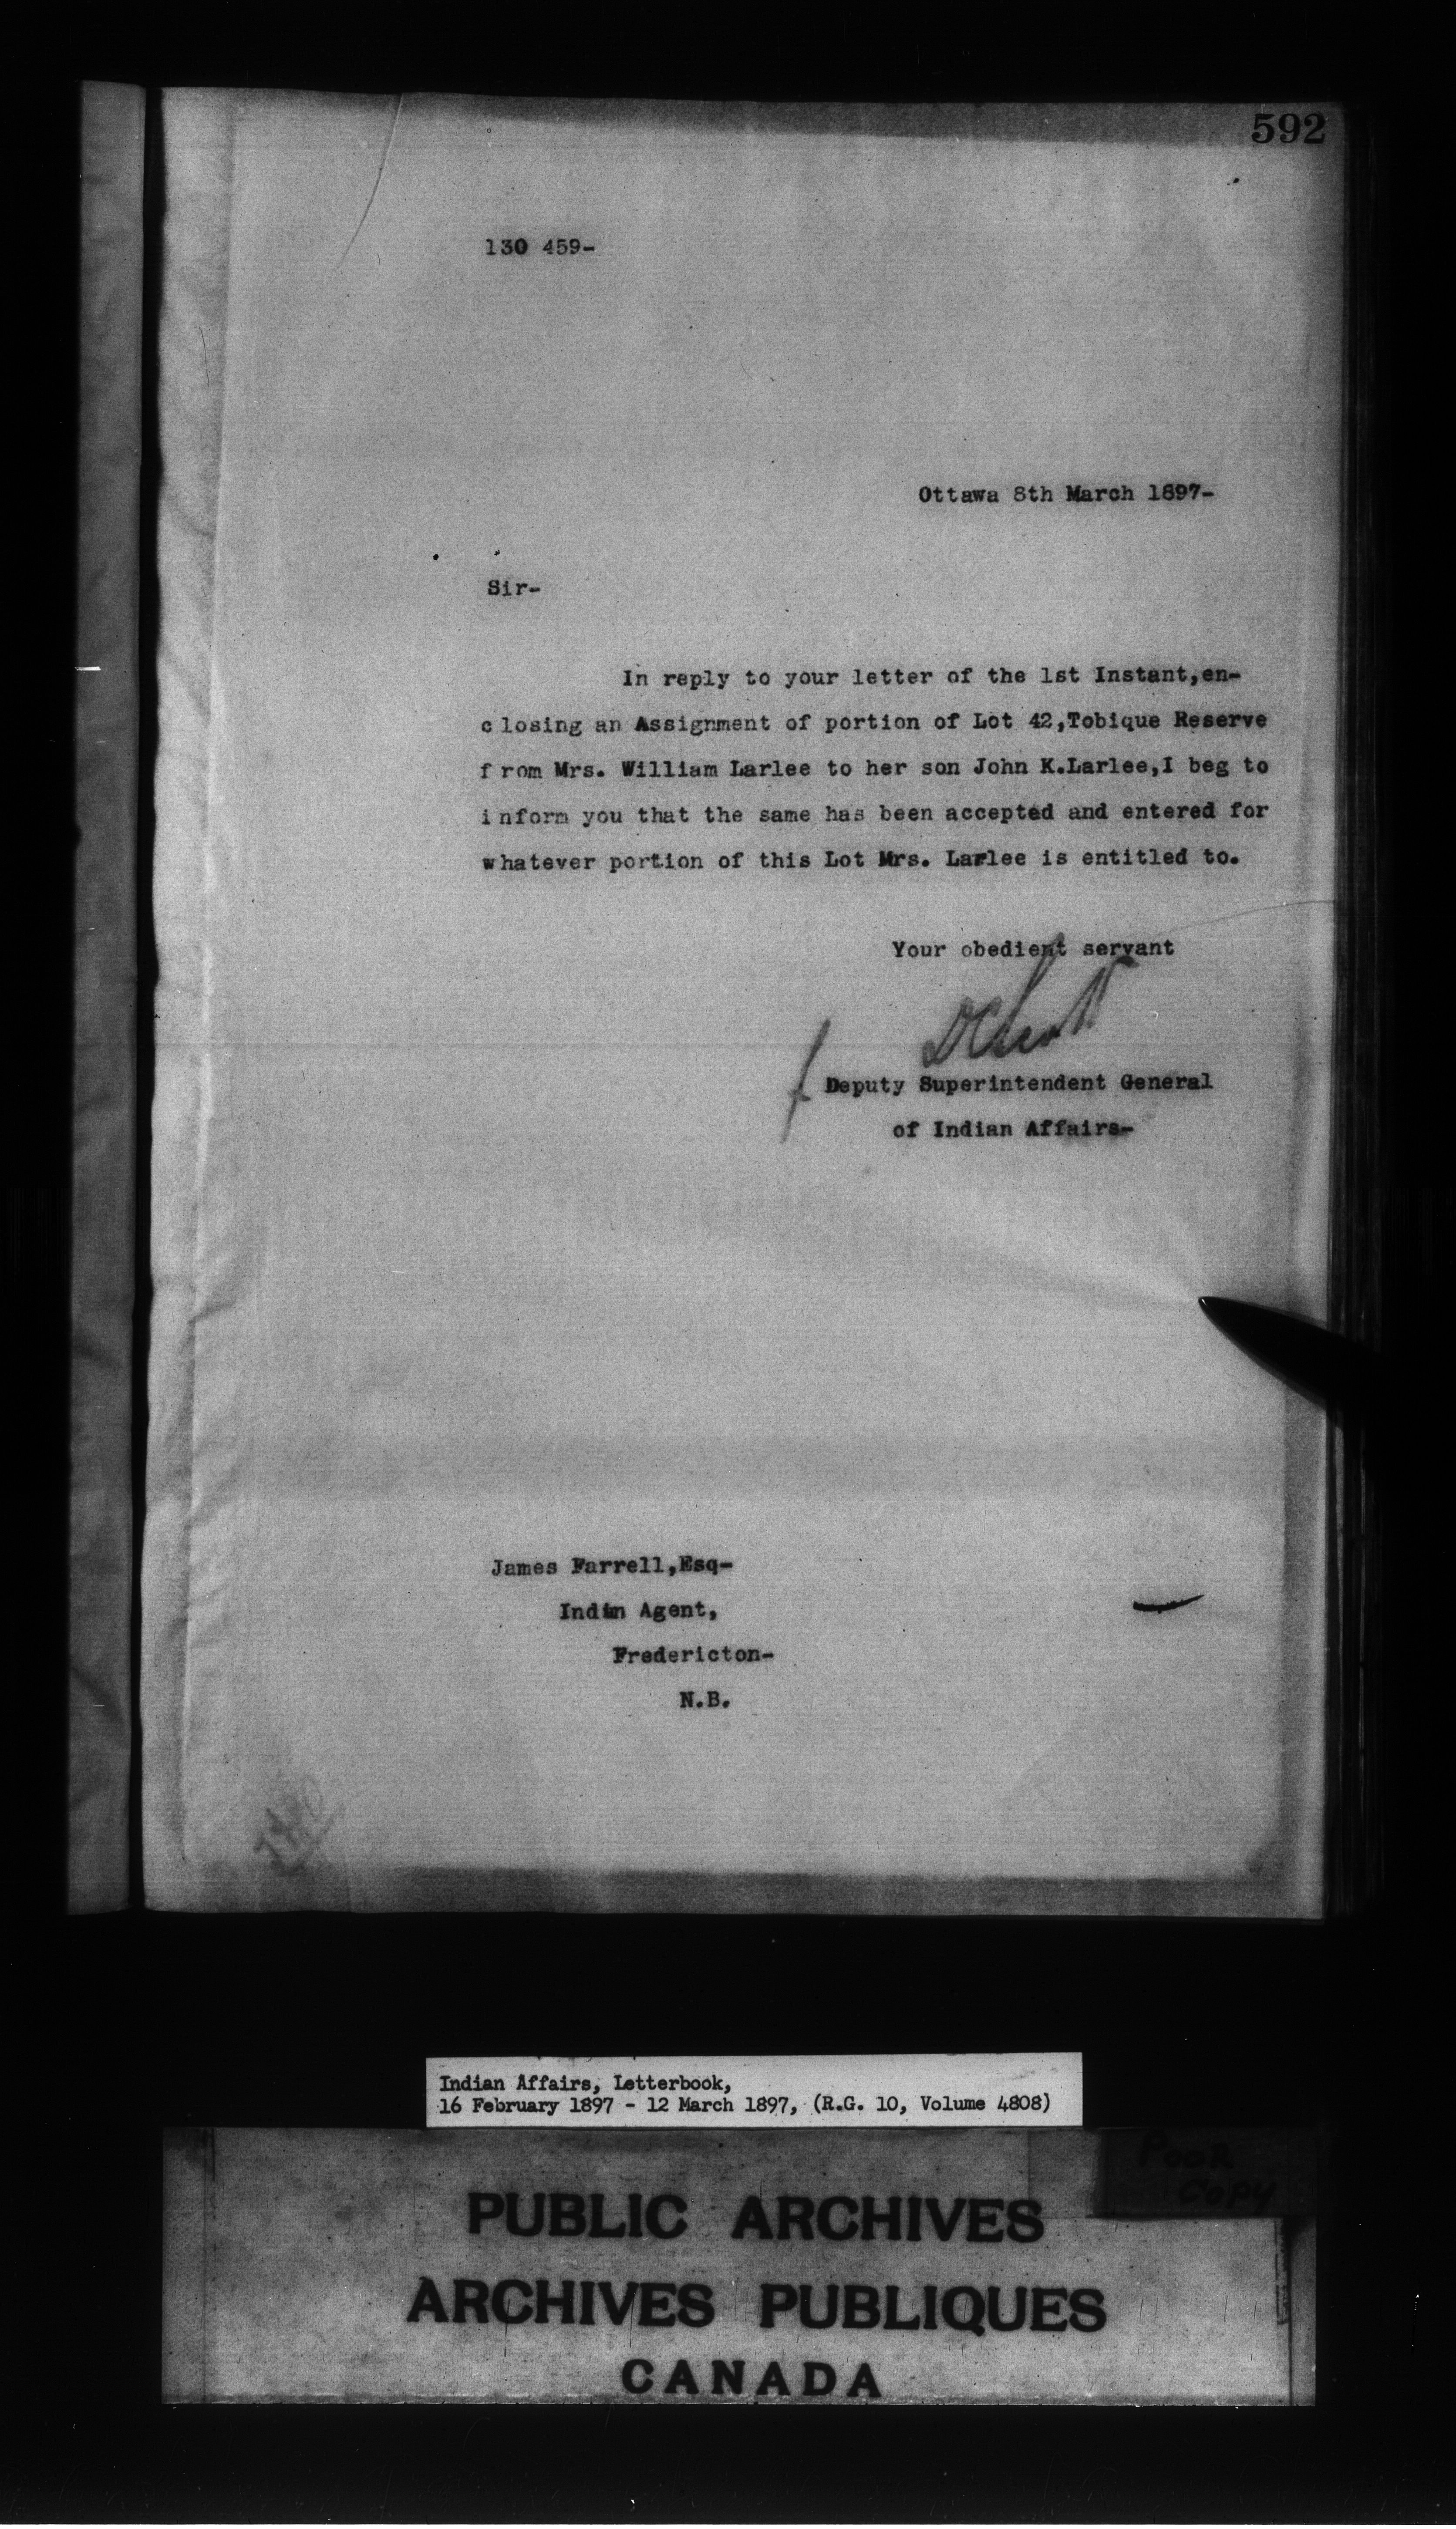 592
130 459-
Ottawa 8th March 1897-
Sir-
In reply to your letter of the 1st Instant,en-
closing an Assignment of portion of Lot 42,Tobique Reserve
from Mrs. William Larlee to her son John K.Larlee,I beg to
inform you that the same has been accepted and entered for
whatever portion of this Lot Mrs. Larlee is entitled to.
Your obedient servant
D C Scott
f Deputy Superintendent General
of Indian Affairs-
James Farrell,Esq-
Indin Agent,
Fredericton-
N.B.
Indian Affairs, Letterbook,
16 February 1897 - 12 March 1897, (R.G. 10, Volume 4808)
POOR
COPY
PUBLIC ARCHIVES
ARCHIVES PUBLIQUES
CANADA